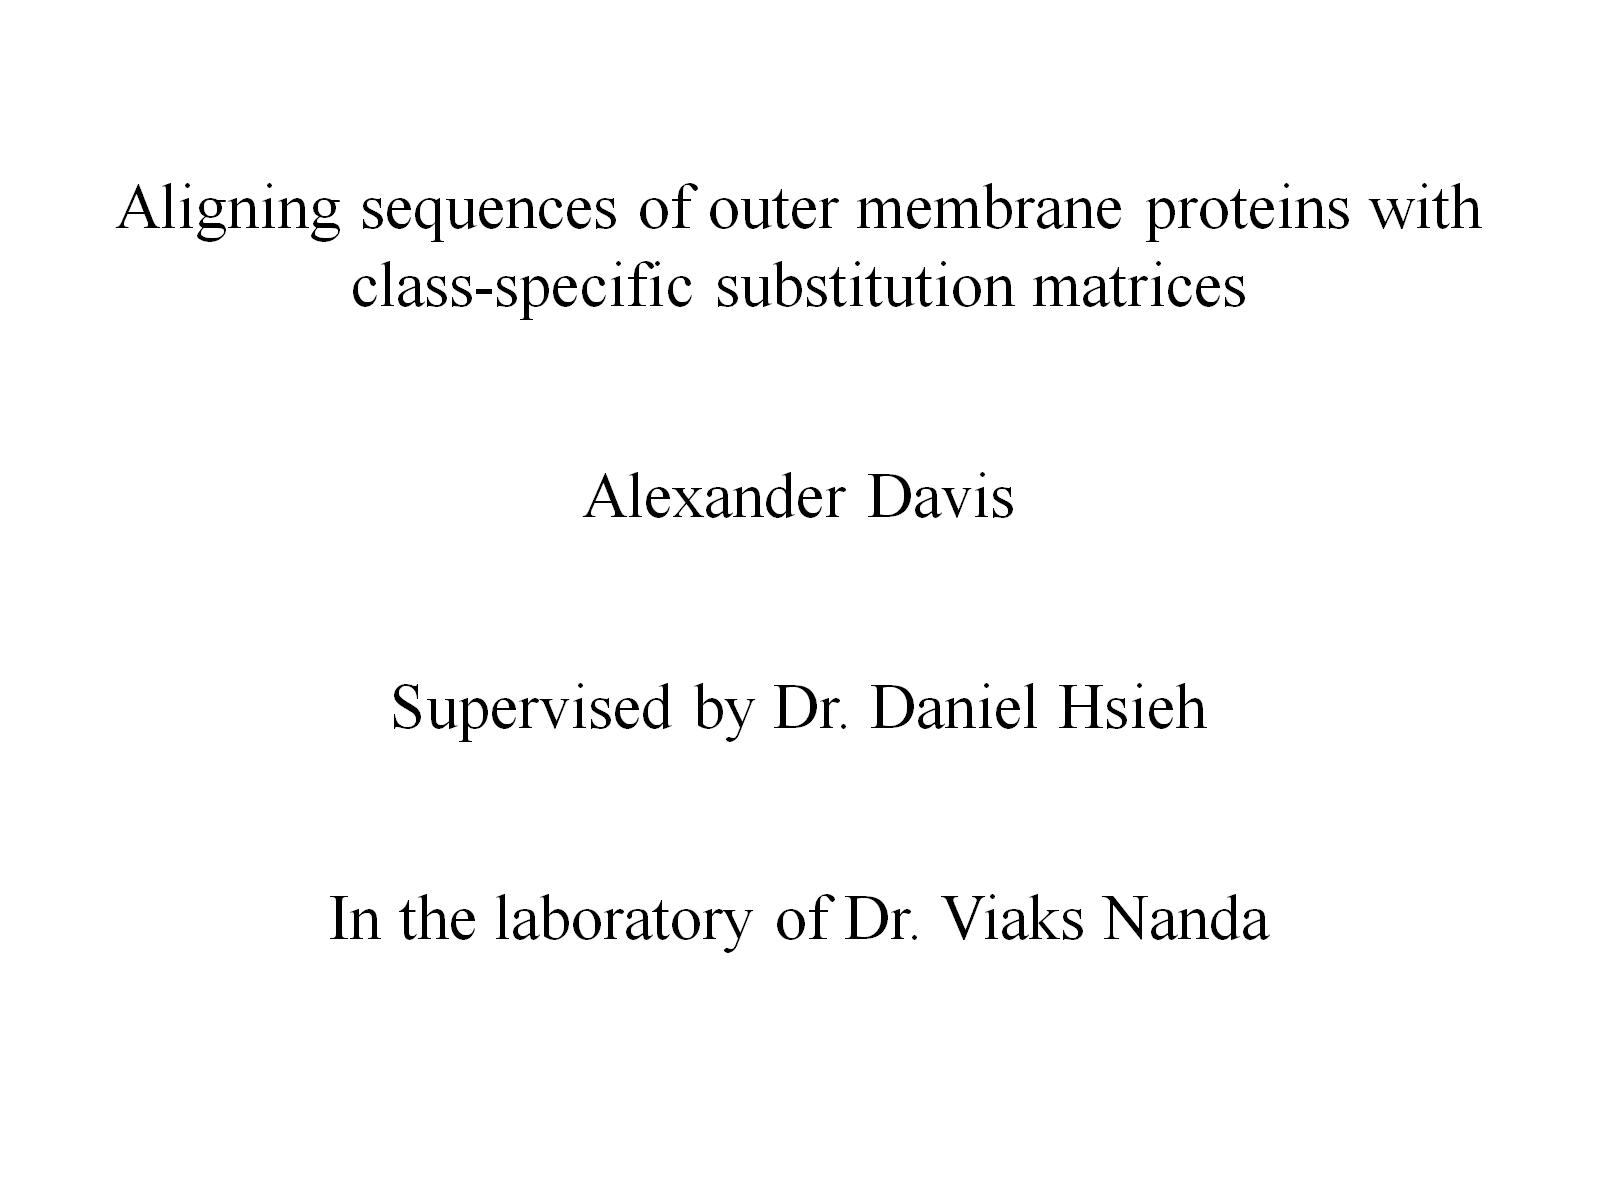 Aligning sequences of outer membrane proteins with
class-specific substitution matrices
Alexander Davis
Supervised by Dr. Daniel Hsieh
In the laboratory of Dr. Viaks Nanda